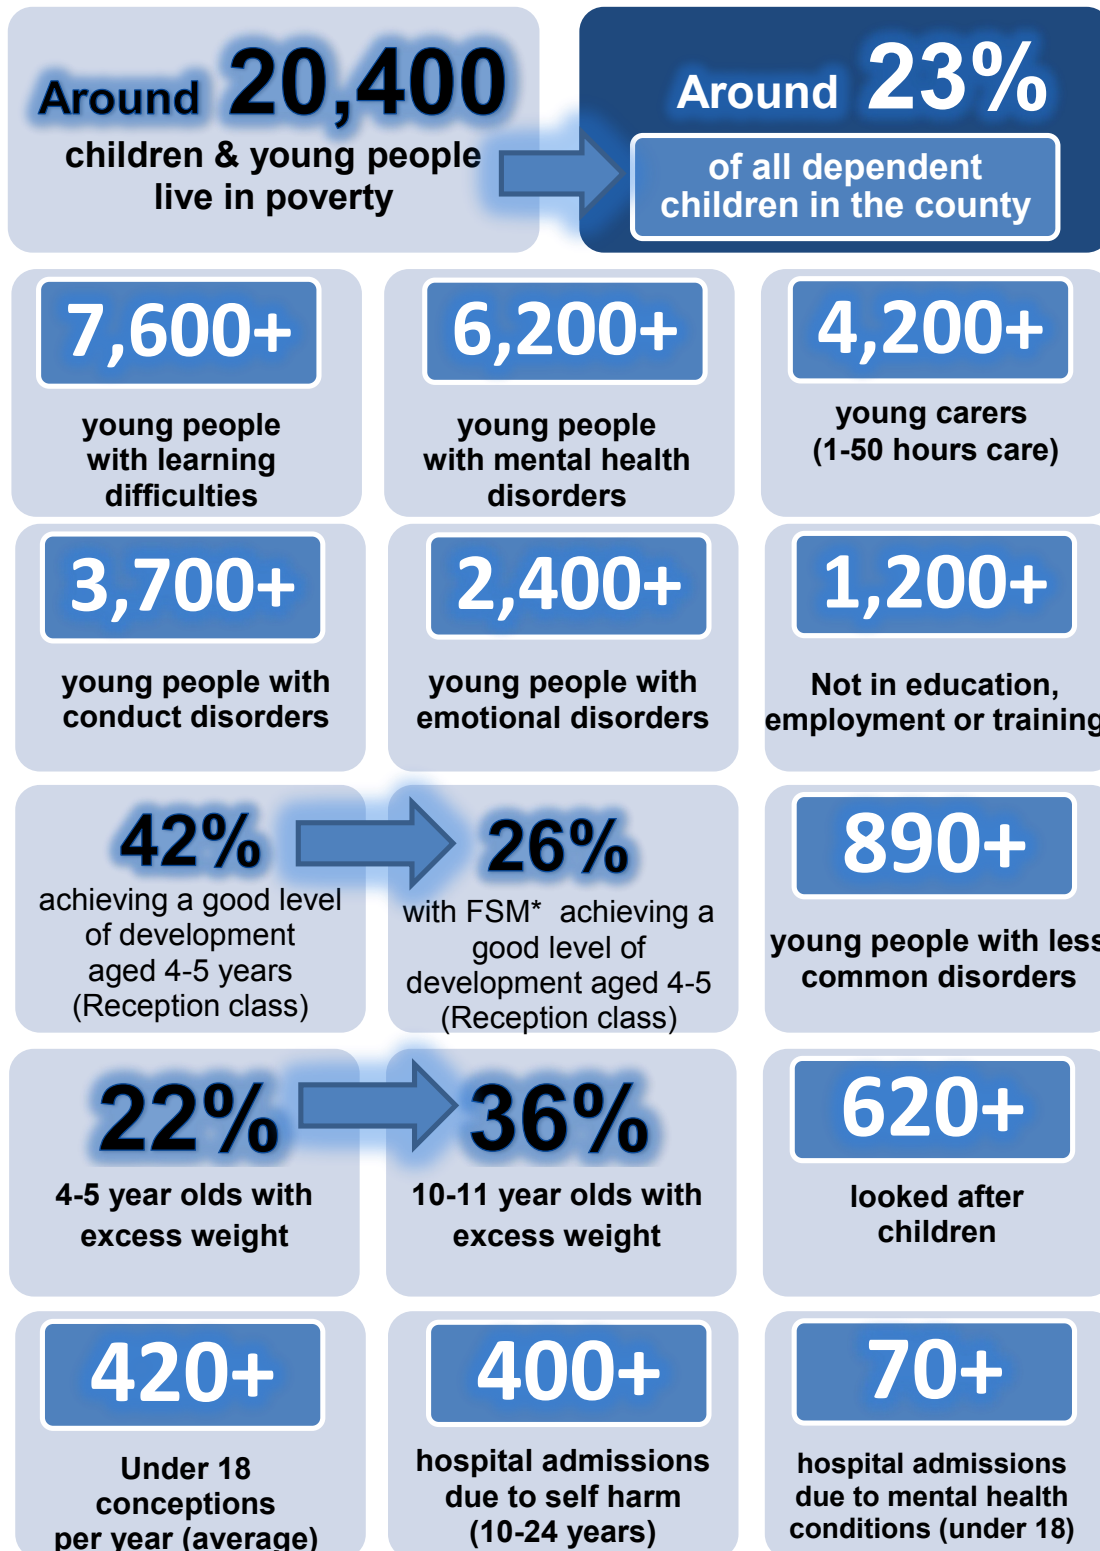 Around 20,400
children & young people
live in poverty
Around 23%
of all dependent
children in the county
7,600+
young people
with learning
difficulties
6,200+
young people
with mental health
disorders
4,200+
young carers
(1-50 hours care)
3,700+
young people with
conduct disorders
2,400+
young people with
emotional disorders
1,200+
Not in education,
employment or training
42%
achieving a good level
of development
aged 4-5 years
(Reception class)
26%
with FSM* achieving a
good level of
development aged 4-5
(Reception class)
890+
young people with less
common disorders
22%
4-5 year olds with
excess weight
36%
10-11 year olds with
excess weight
620+
looked after
children
420+
Under 18
conceptions
per year (average)
400+
hospital admissions
due to self harm
(10-24 years)
70+
hospital admissions
due to mental health
conditions (under 18)